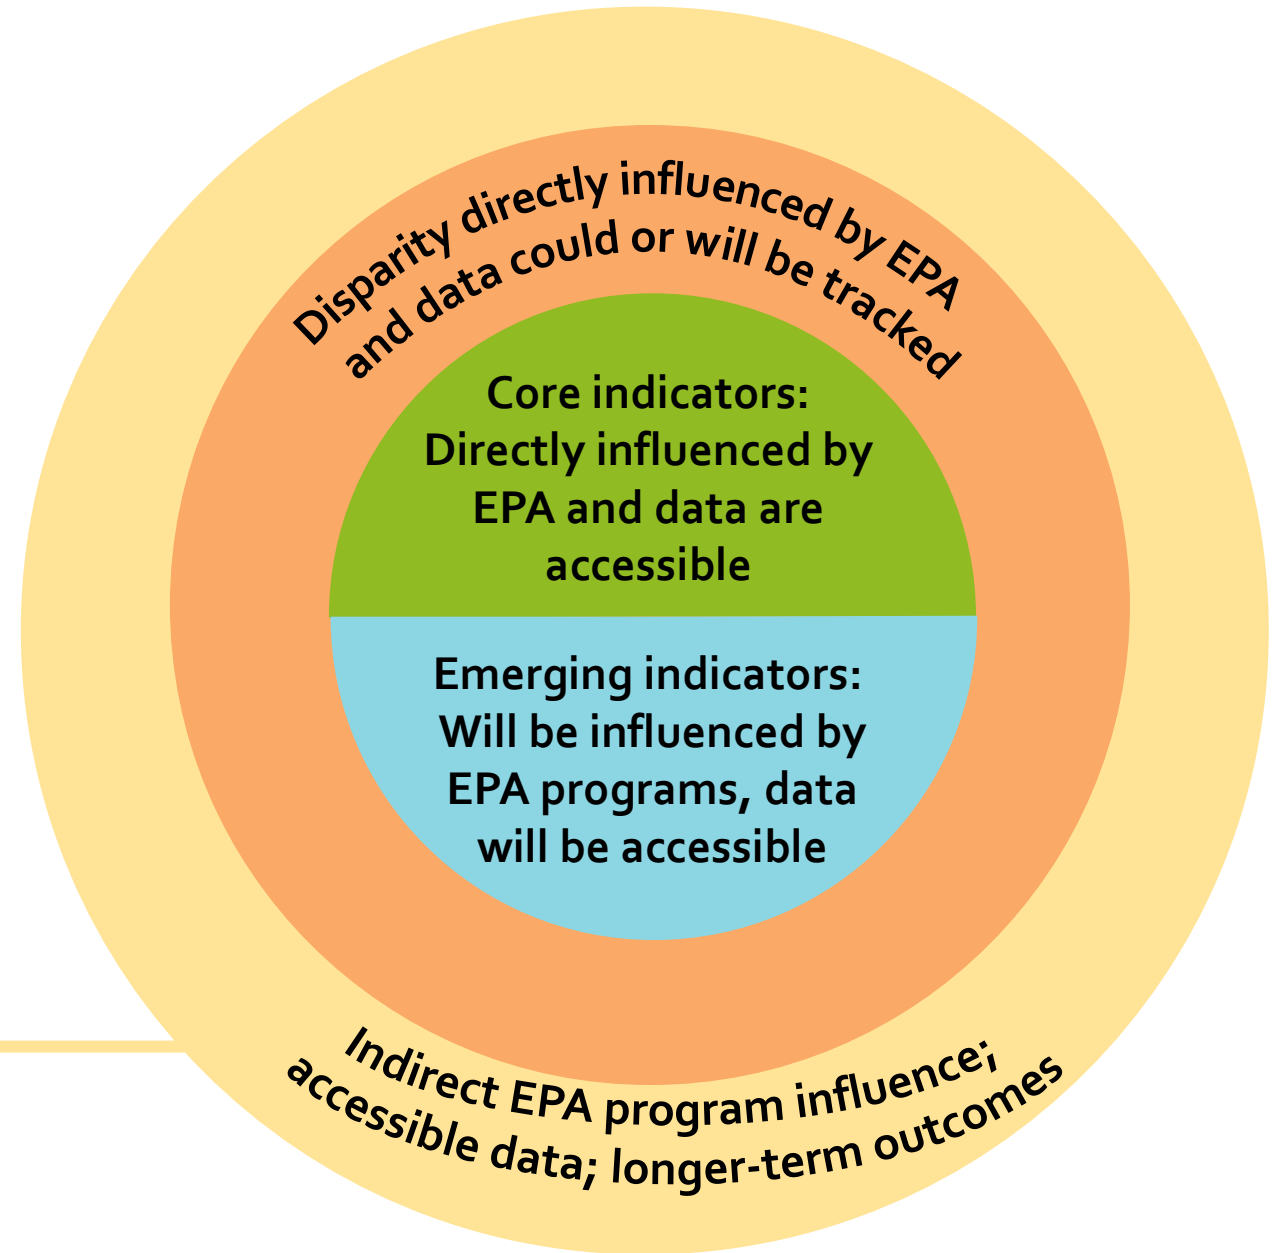 Disparity directly influenced by EPA
and data could or will be tracked
Core indicators:
Directly influenced by
EPA and data are
accessible
Emerging indicators:
Will be influenced by
EPA programs, data
will be accessible
Indirect EPA program influence;
accessible data; longer-term outcomes